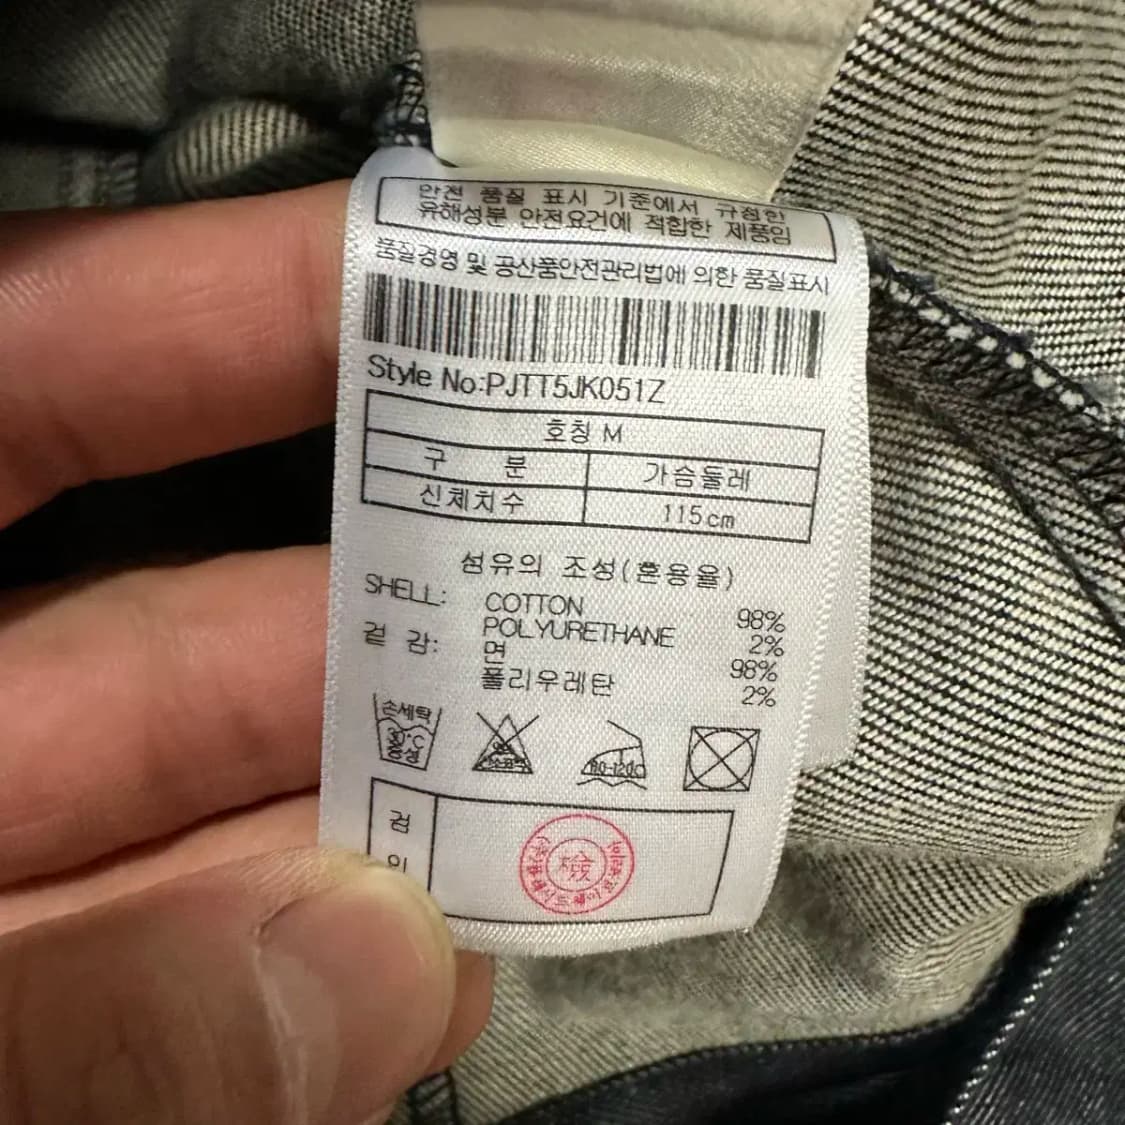 안전 품질 표시 기준에서 규정한
유해성분 안전요건에 적합한 제품임
품질경영 및 공산품안전관리법에 의한 품질표시
Style No:PJTT5JK051Z
호칭 M
구 분 가슴둘레
신체치수 115cm
섬유의 조성(혼용율)
SHELL: COTTON 98%
POLYURETHANE 2%
겉 감: 면 98%
폴리우레탄 2%
손세탁
중성
80-120C
검
인
檢